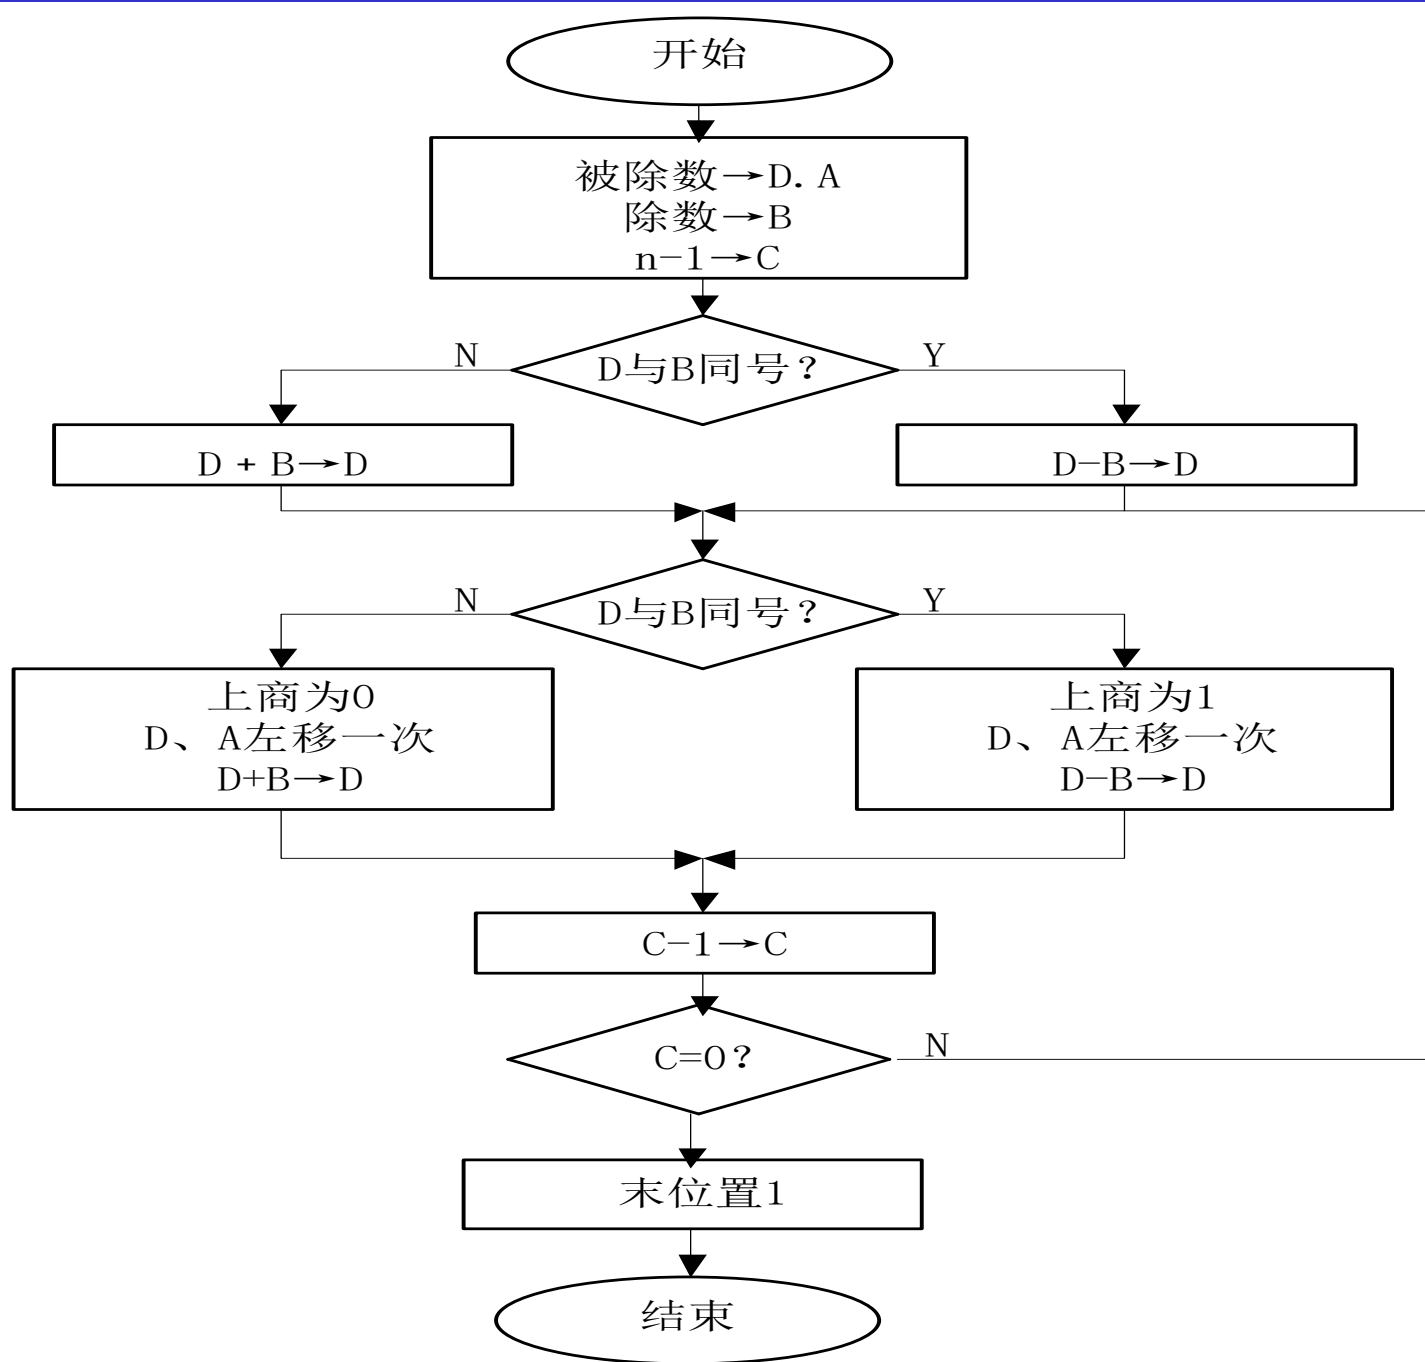 开始
被除数→D. A
除数→B
n-1→C
D与B同号?
N
Y
D + B→D
D-B→D
D与B同号?
N
Y
上商为0
D、A左移一次
D+B→D
上商为1
D、A左移一次
D-B→D
C-1→C
C=0?
N
末位置1
结束